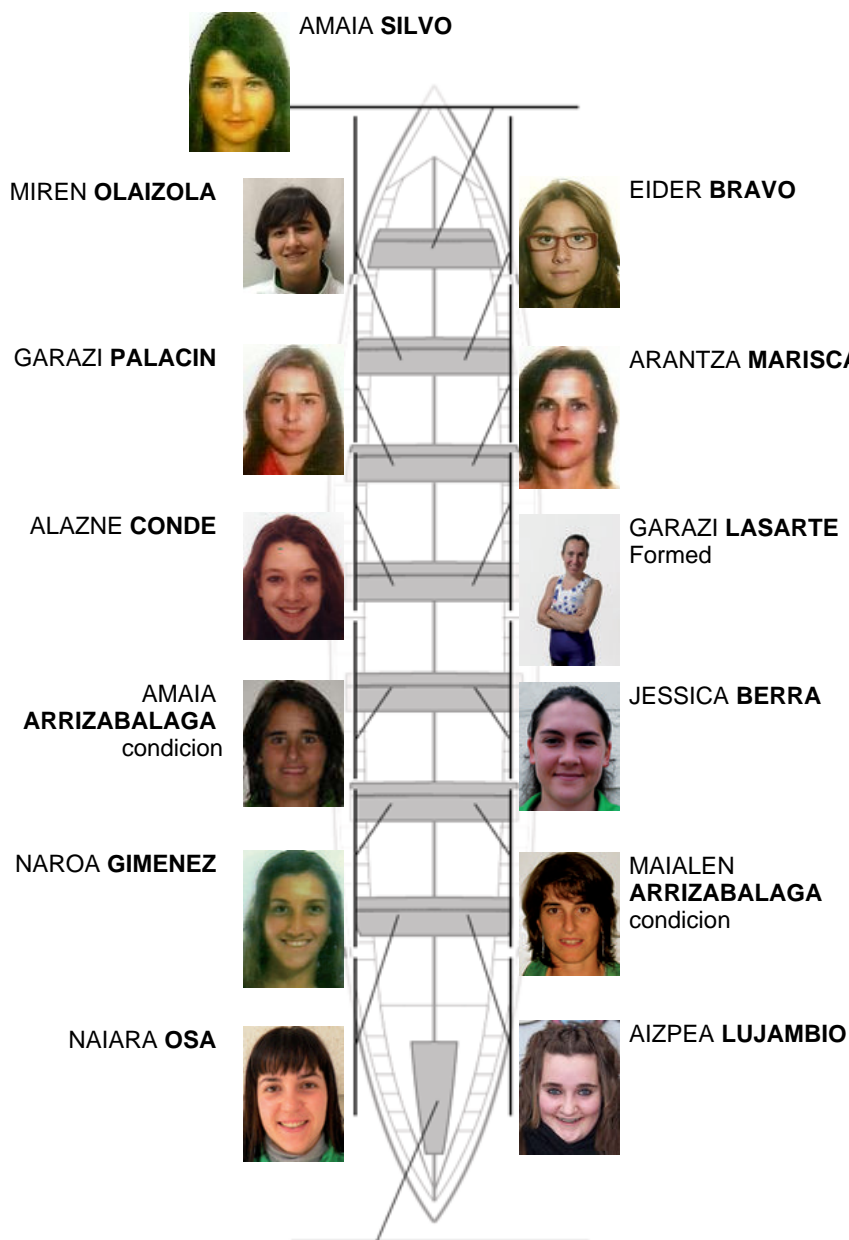 AMAIA SILVO
MIREN OLAIZOLA
EIDER BRAVO
GARAZI PALACIN
ARANTZA MARISCA
ALAZNE CONDE
GARAZI LASARTE
Formed
AMAIA
ARRIZABALAGA
condicion
JESSICA BERRA
NAROA GIMENEZ
MAIALEN
ARRIZABALAGA
condicion
NAIARA OSA
AIZPEA LUJAMBIO